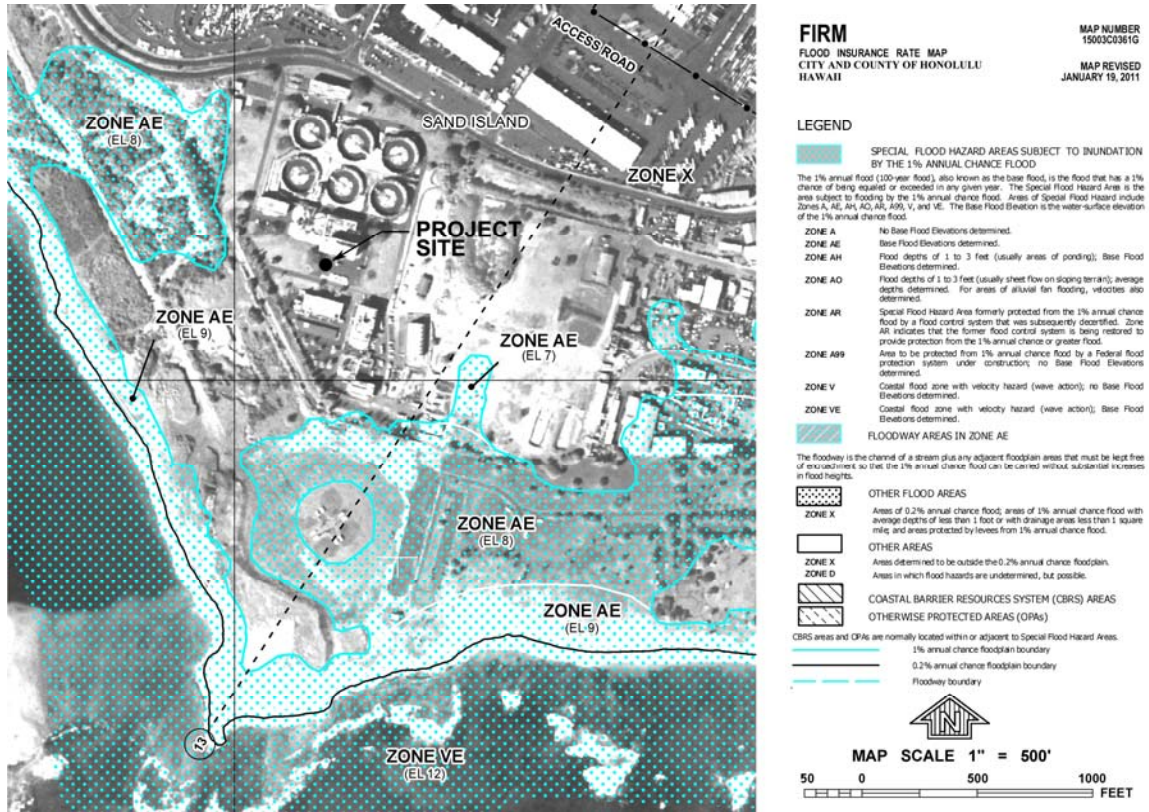 ACCESS ROAD
ZONE AE
(EL 8)
SAND ISLAND
ZONE X
PROJECT
SITE
ZONE AE
(EL 9)
ZONE AE
(EL 7)
ZONE AE
(EL 8)
ZONE AE
(EL 9)
13
ZONE VE
(EL 12)
FIRM
FLOOD INSURANCE RATE MAP
CITY AND COUNTY OF HONOLULU
HAWAII
MAP NUMBER
15003C0361G
MAP REVISED
JANUARY 19, 2011
LEGEND
SPECIAL FLOOD HAZARD AREAS SUBJECT TO INUNDATION
BY THE 1% ANNUAL CHANCE FLOOD
The 1% annual flood (100-year flood), also known as the base flood, is the flood that has a 1%
chance of being equaled or exceeded in any given year. The Special Flood Hazard Area is the
area subject to flooding by the 1% annual chance flood. Areas of Special Flood Hazard include
Zones A, AE, AH, AO, AR, A99, V, and VE. The Base Flood Elevation is the water-surface elevation
of the 1% annual chance flood.
ZONE A No Base Flood Elevations determined.
ZONE AE Base Flood Elevations determined.
ZONE AH Flood depths of 1 to 3 feet (usually areas of ponding); Base Flood
Elevations determined.
ZONE AO Flood depths of 1 to 3 feet (usually sheet flow on sloping terrain); average
depths determined. For areas of alluvial fan flooding, velocities also
determined.
ZONE AR Special Flood Hazard Area formerly protected from the 1% annual chance
flood by a flood control system that was subsequently decertified. Zone
AR indicates that the former flood control system is being restored to
provide protection from the 1% annual chance or greater flood.
ZONE A99 Area to be protected from 1% annual chance flood by a Federal flood
protection system under construction; no Base Flood Elevations
determined.
ZONE V Coastal flood zone with velocity hazard (wave action); no Base Flood
Elevations determined.
ZONE VE Coastal flood zone with velocity hazard (wave action); Base Flood
Elevations determined.
FLOODWAY AREAS IN ZONE AE
The floodway is the channel of a stream plus any adjacent floodplain areas that must be kept free
of encroachment so that the 1% annual chance flood can be carried without substantial increases
in flood heights.
OTHER FLOOD AREAS
ZONE X Areas of 0.2% annual chance flood; areas of 1% annual chance flood with
average depths of less than 1 foot or with drainage areas less than 1 square
mile; and areas protected by levees from 1% annual chance flood.
OTHER AREAS
ZONE X Areas determined to be outside the 0.2% annual chance floodplain.
ZONE D Areas in which flood hazards are undetermined, but possible.
COASTAL BARRIER RESOURCES SYSTEM (CBRS) AREAS
OTHERWISE PROTECTED AREAS (OPAs)
CBRS areas and OPAs are normally located within or adjacent to Special Flood Hazard Areas.
1% annual chance floodplain boundary
0.2% annual chance floodplain boundary
Floodway boundary
N
MAP SCALE 1" = 500'
50 0 500 1000
FEET